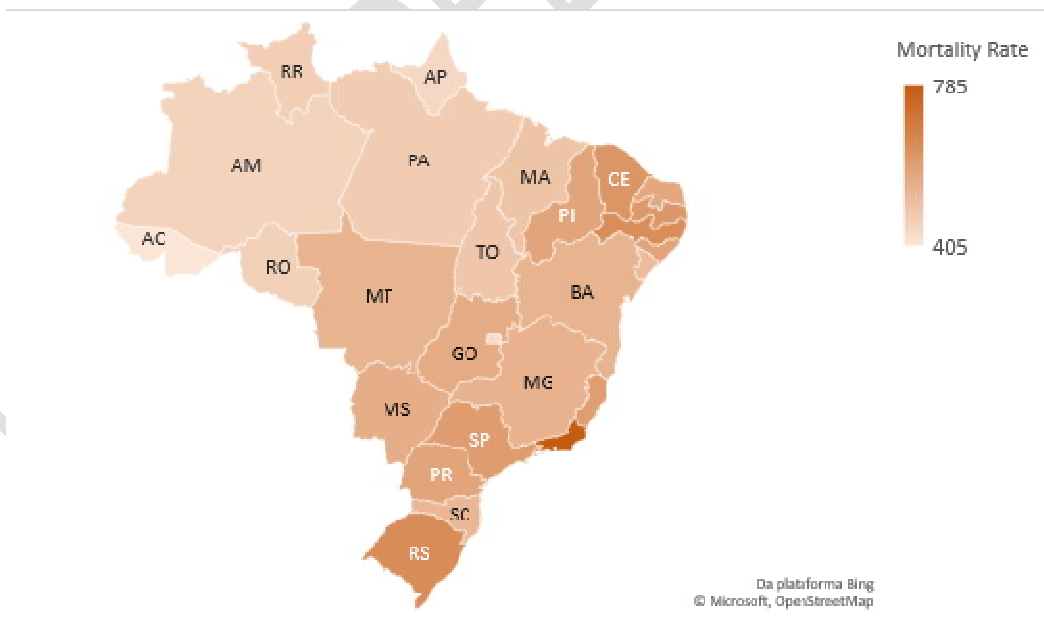 Mortality Rate
785
405
RR
AP
AM
PA
MA
CE
PI
AC
RO
TO
MT
BA
GO
MG
MS
SP
PR
SC
RS
Da plataforma Bing
© Microsoft, OpenStreetMap